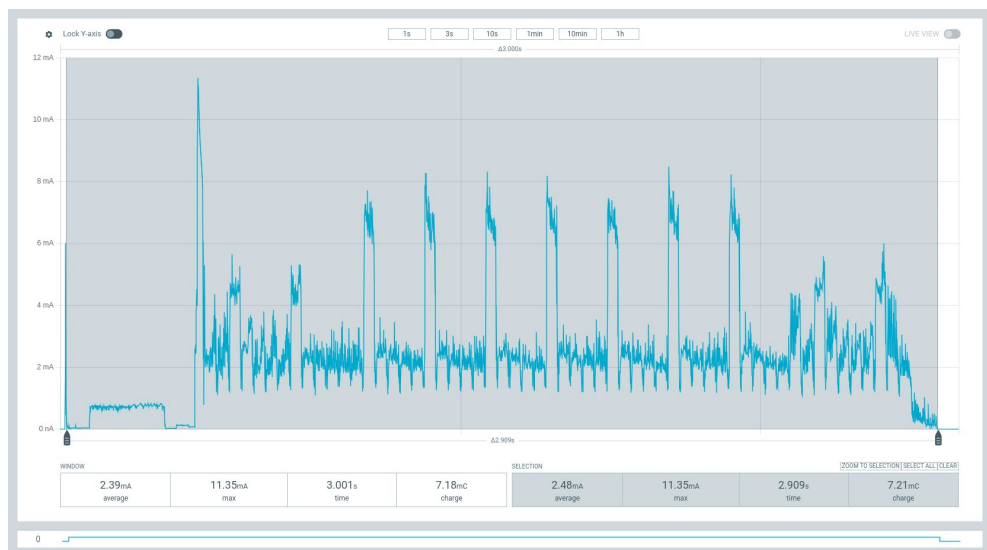 Lock Y-axis 1s 3s 10s 1min 10min 1h LIVE VIEW
Δ3.000s
12 mA
10 mA
8 mA
6 mA
4 mA
2 mA
0 nA
Δ2.909s
WINDOW SELECTION ZOOM TO SELECTION SELECT ALL CLEAR
2.39mA 11.35mA 3.001s 7.18mC 2.48mA 11.35mA 2.909s 7.21mC
average max time charge average max time charge
0